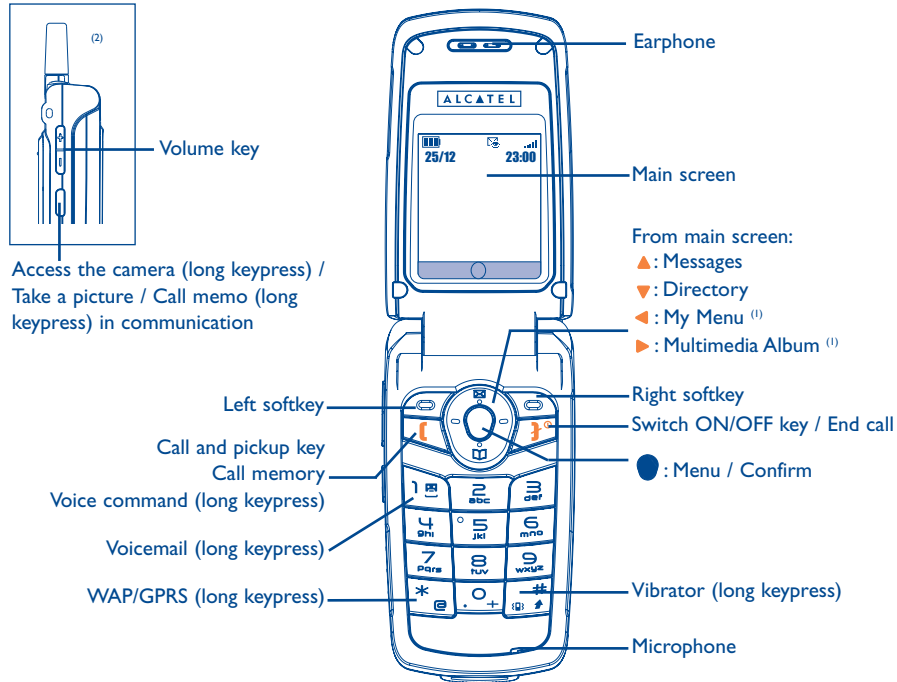 (2)
Volume key
Access the camera (long keypress) /
Take a picture / Call memo (long
keypress) in communication
Earphone
ALCATEL
25/12
23:00
Main screen
From main screen:
▲: Messages
▼: Directory
◄: My Menu (1)
►: Multimedia Album (1)
Left softkey
Right softkey
Switch ON/OFF key / End call
Call and pickup key
Call memory
Voice command (long keypress)
: Menu / Confirm
1
2
abc
3
def
Voicemail (long keypress)
4
ghi
5
jkl
6
mno
7
pqrs
8
tuv
9
wxyz
WAP/GPRS (long keypress)
* @
0
. +
#
Vibrator (long keypress)
Microphone